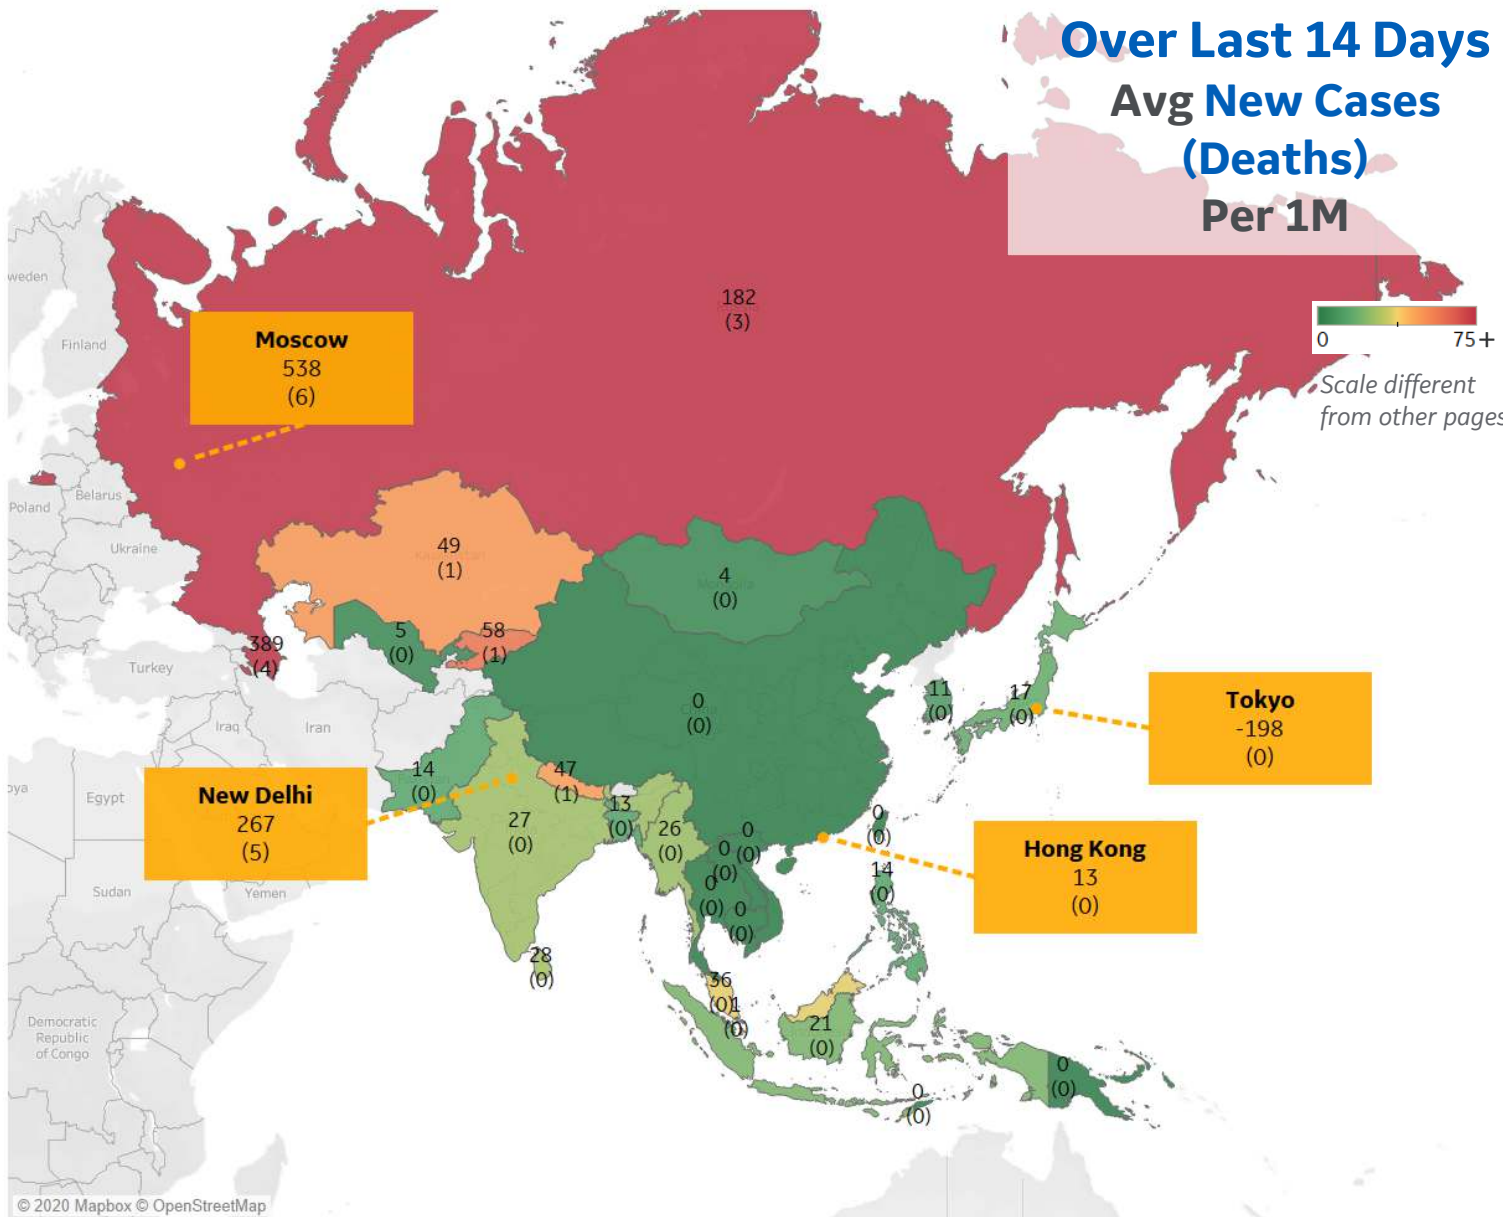 Over Last 14 Days
Avg New Cases
(Deaths)
Per 1M
0
75+
Scale different
from other pages
182
(3)
Moscow
538
(6)
weden
Finland
Belarus
Poland
Ukraine
Turkey
Iraq
Iran
oya
Egypt
Sudan
Yemen
Democratic
Republic
of Congo
49
(1)
4
(0)
389
(4)
5
(0)
58
(1)
0
(0)
11
(0)
17
(0)
Tokyo
-198
(0)
New Delhi
267
(5)
14
(0)
47
(1)
13
(0)
27
(0)
26
(0)
0
(0)
0
(0)
0
(0)
0
(0)
0
(0)
14
(0)
Hong Kong
13
(0)
28
(0)
36
(0)
1
(0)
21
(0)
0
(0)
0
(0)
© 2020 Mapbox © OpenStreetMap